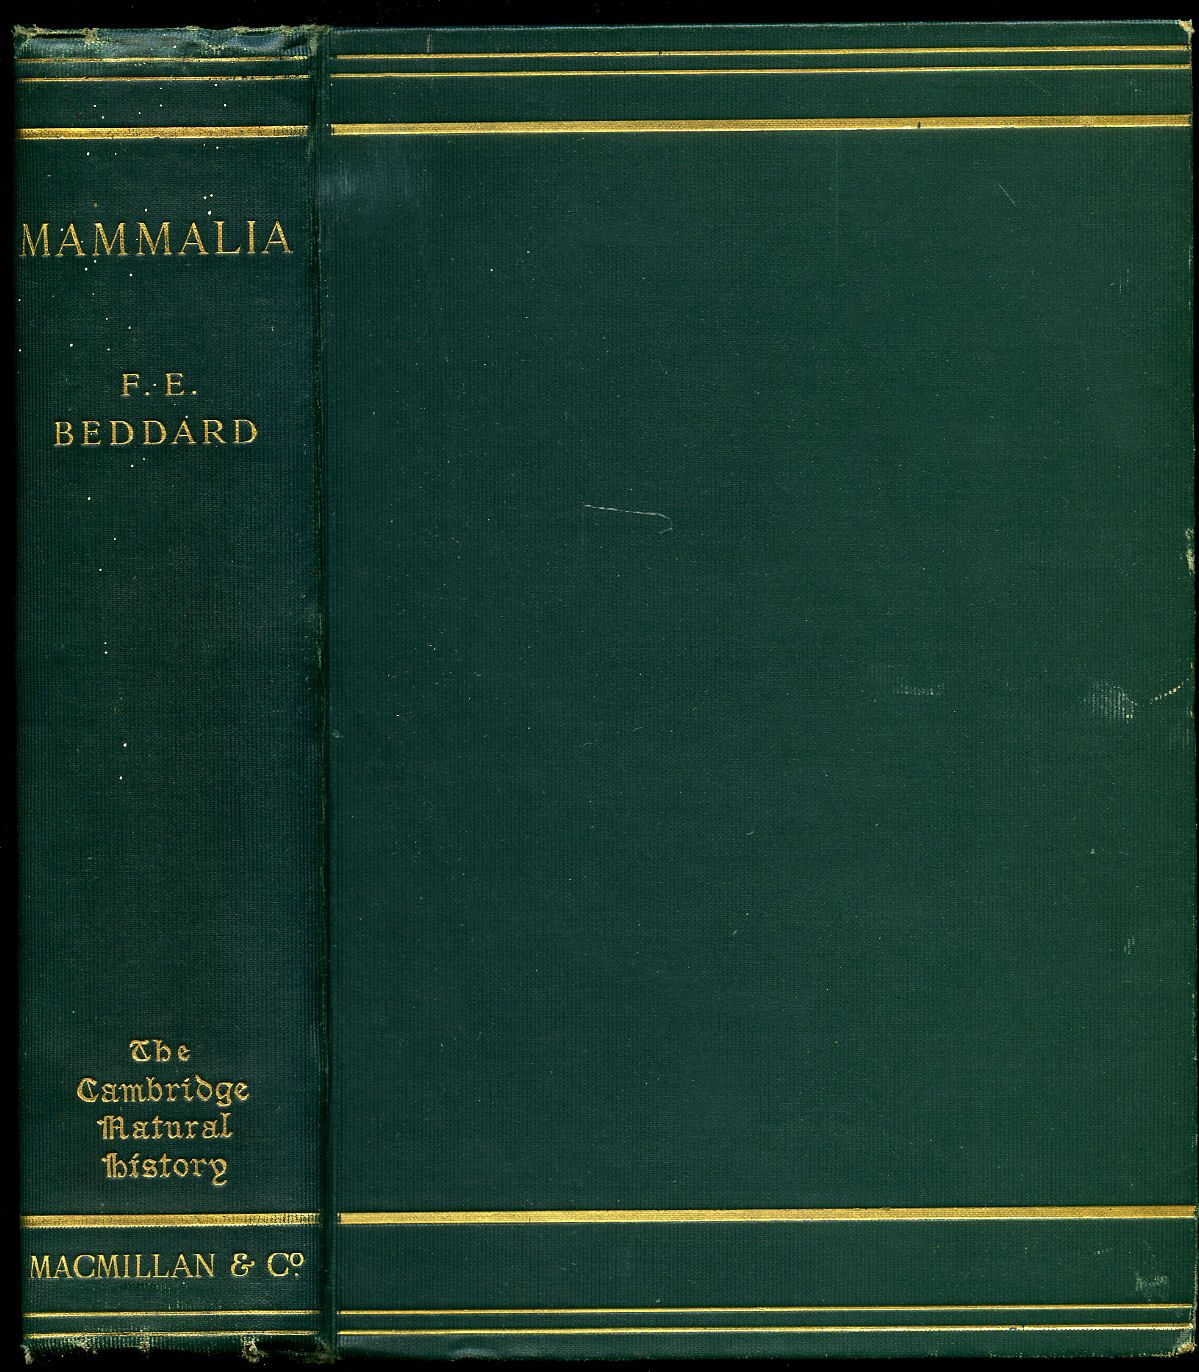 MAMMALIA
F. E.
BEDDARD
The
Cambridge
Natural
History
MACMILLAN & Cº.